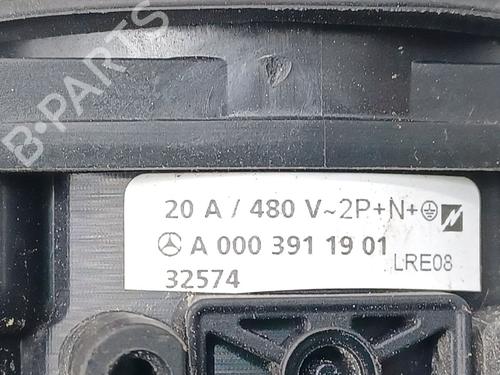 B-PARTS
20 A / 480 V~2P+N+
A 000 391 19 01
32574
LRE08